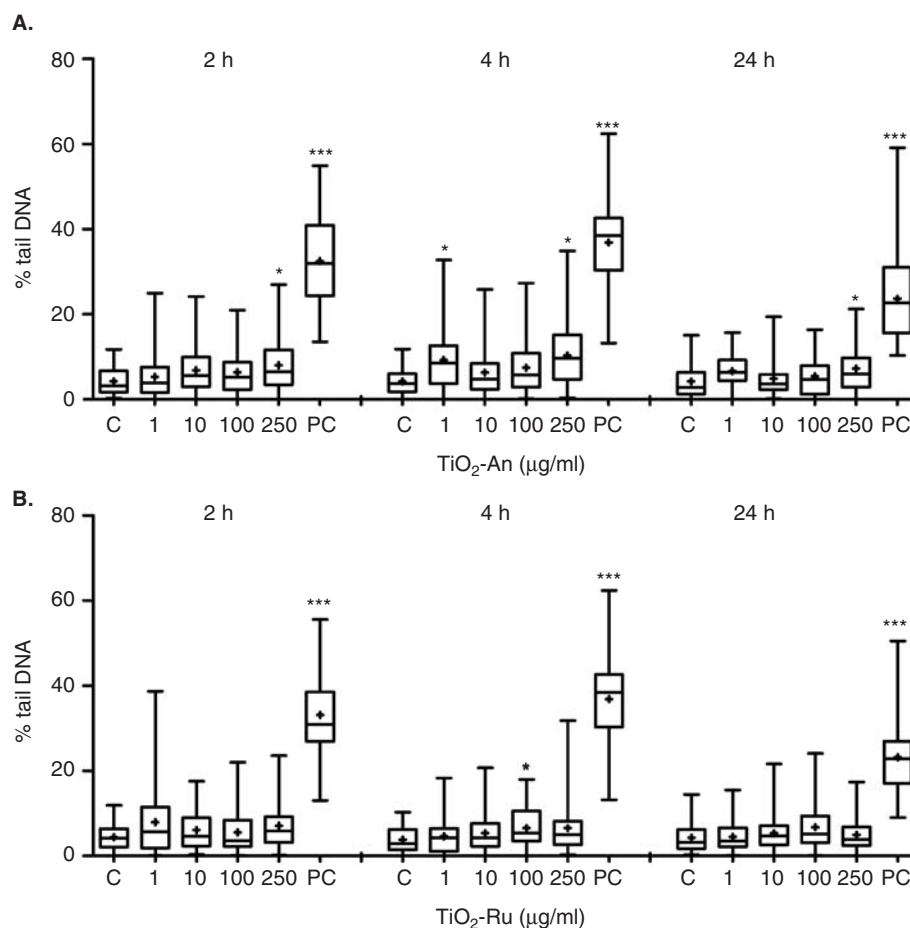 A.
2 h 4 h 24 h
80
60
40
20
0
% tail DNA
*** *** ***
* * * *
C 1 10 100 250 PC C 1 10 100 250 PC C 1 10 100 250 PC
TiO₂-An (μg/ml)
B.
2 h 4 h 24 h
80
60
40
20
0
% tail DNA
*** *** ***
*
C 1 10 100 250 PC C 1 10 100 250 PC C 1 10 100 250 PC
TiO₂-Ru (μg/ml)